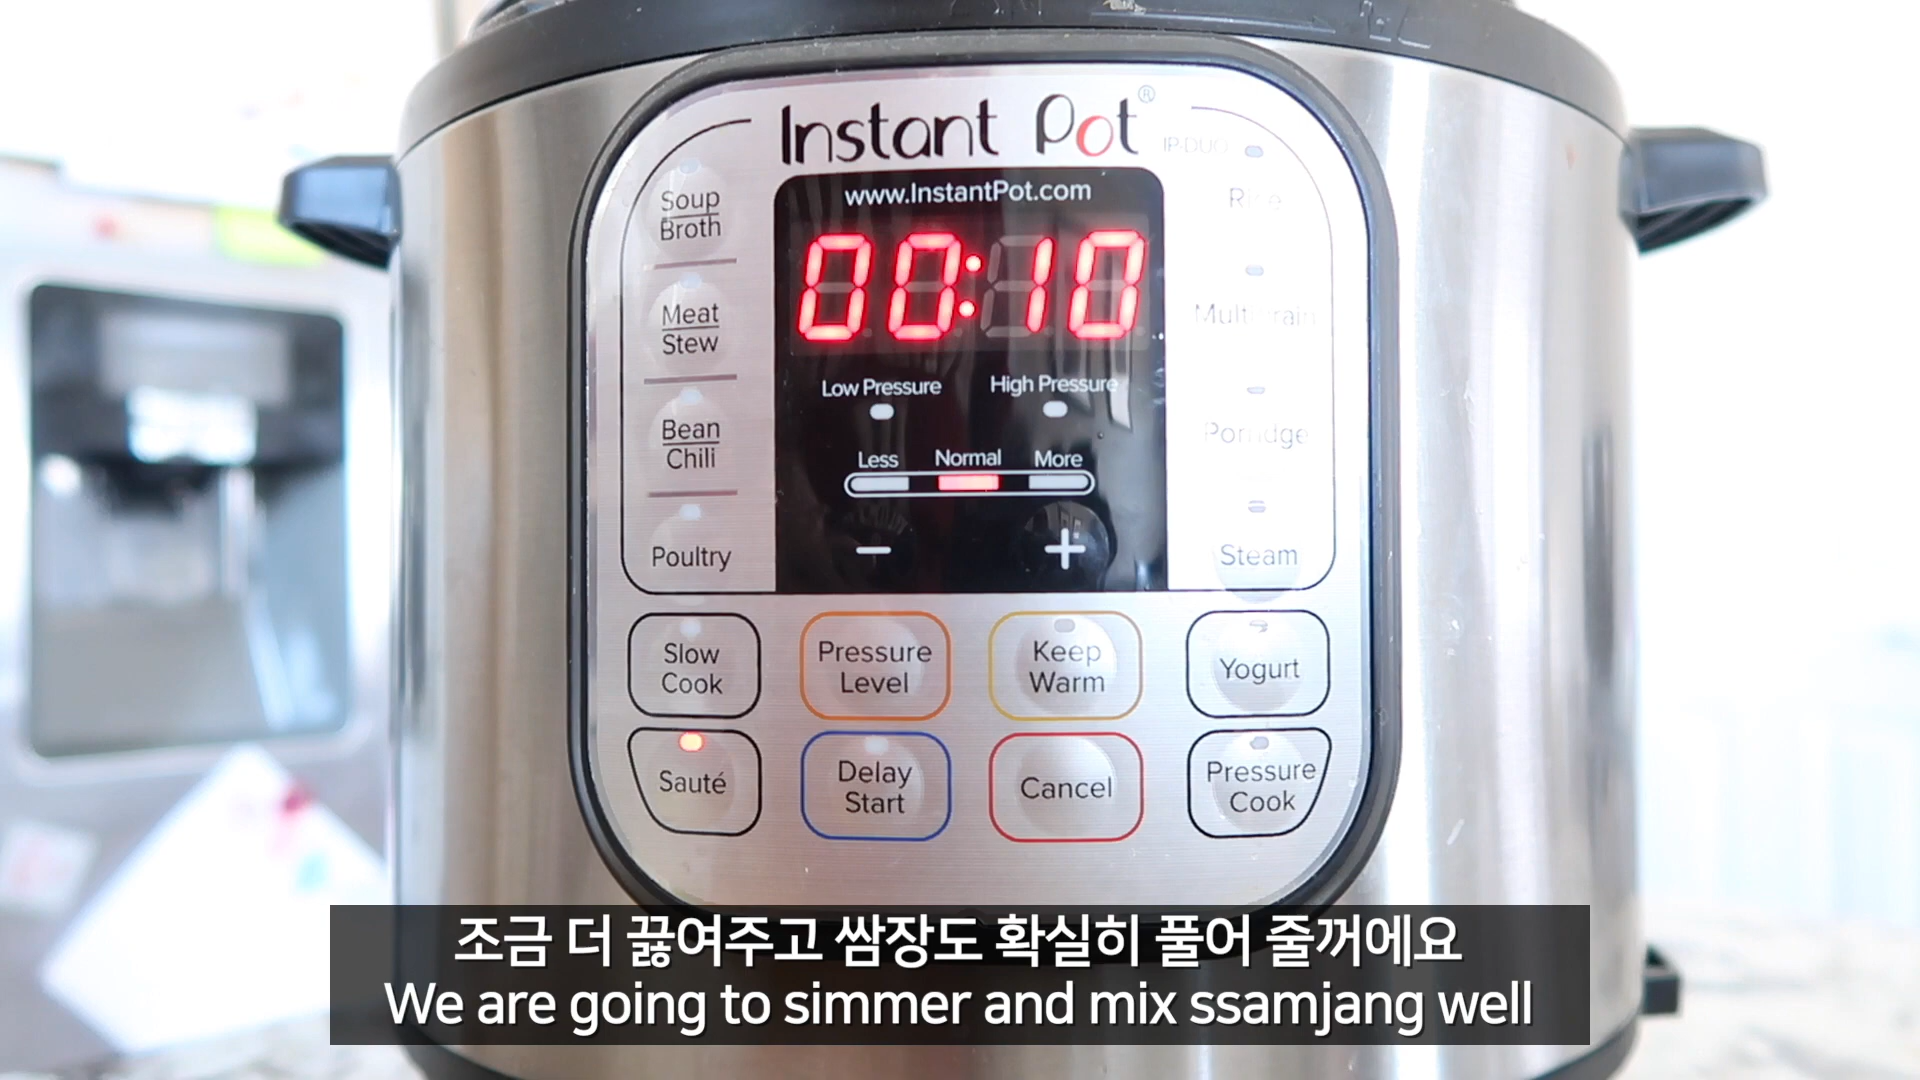 Instant Pot®
IP-DUO
www.InstantPot.com
00:10
Low Pressure
High Pressure
Less
Normal
More
−
+
Soup
Broth
Meat
Stew
Bean
Chili
Poultry
Rice
Multigrain
Porridge
Steam
Slow
Cook
Pressure
Level
Keep
Warm
Yogurt
Sauté
Delay
Start
Cancel
Pressure
Cook
조금 더 끓여주고 쌈장도 확실히 풀어 줄꺼에요
We are going to simmer and mix ssamjang well